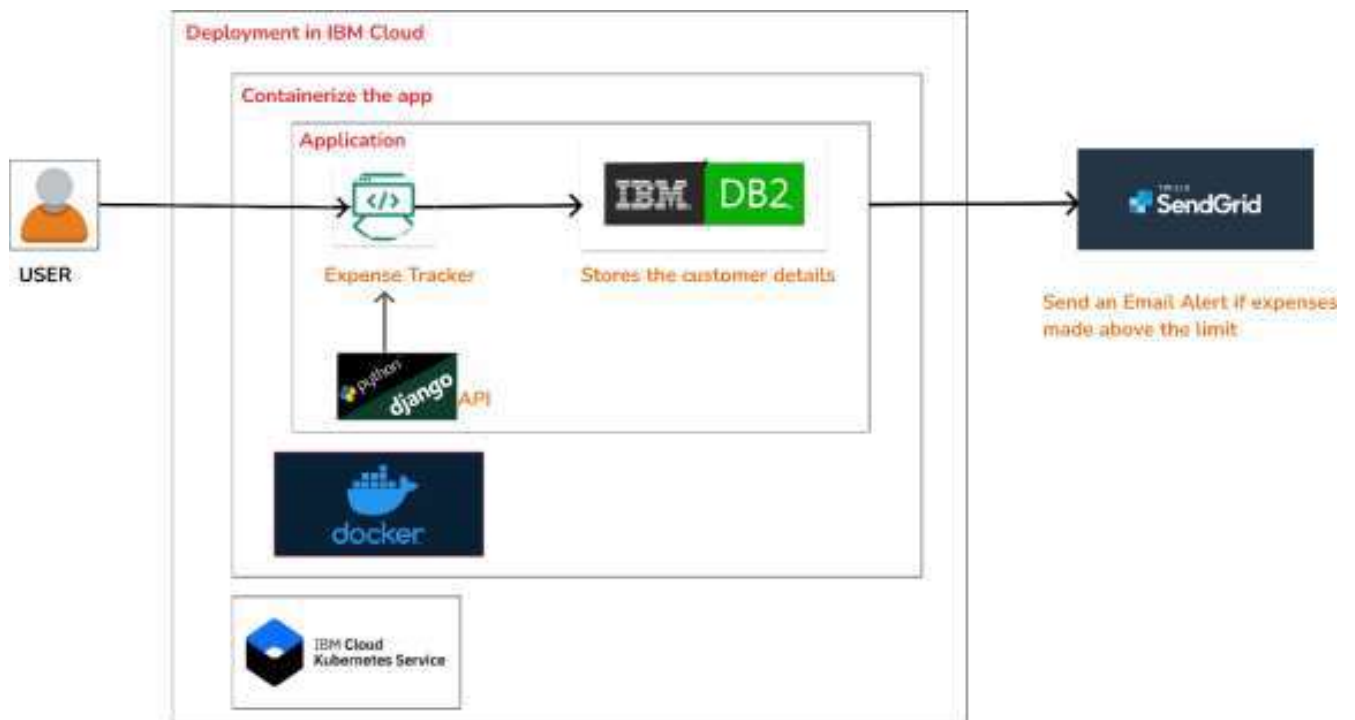 Deployment in IBM Cloud
Containerize the app
Application
</>
IBM DB2
TWILIO
SendGrid
USER
Expense Tracker
Stores the customer details
Send an Email Alert if expenses
made above the limit
python
django
API
docker
IBM Cloud
Kubernetes Service